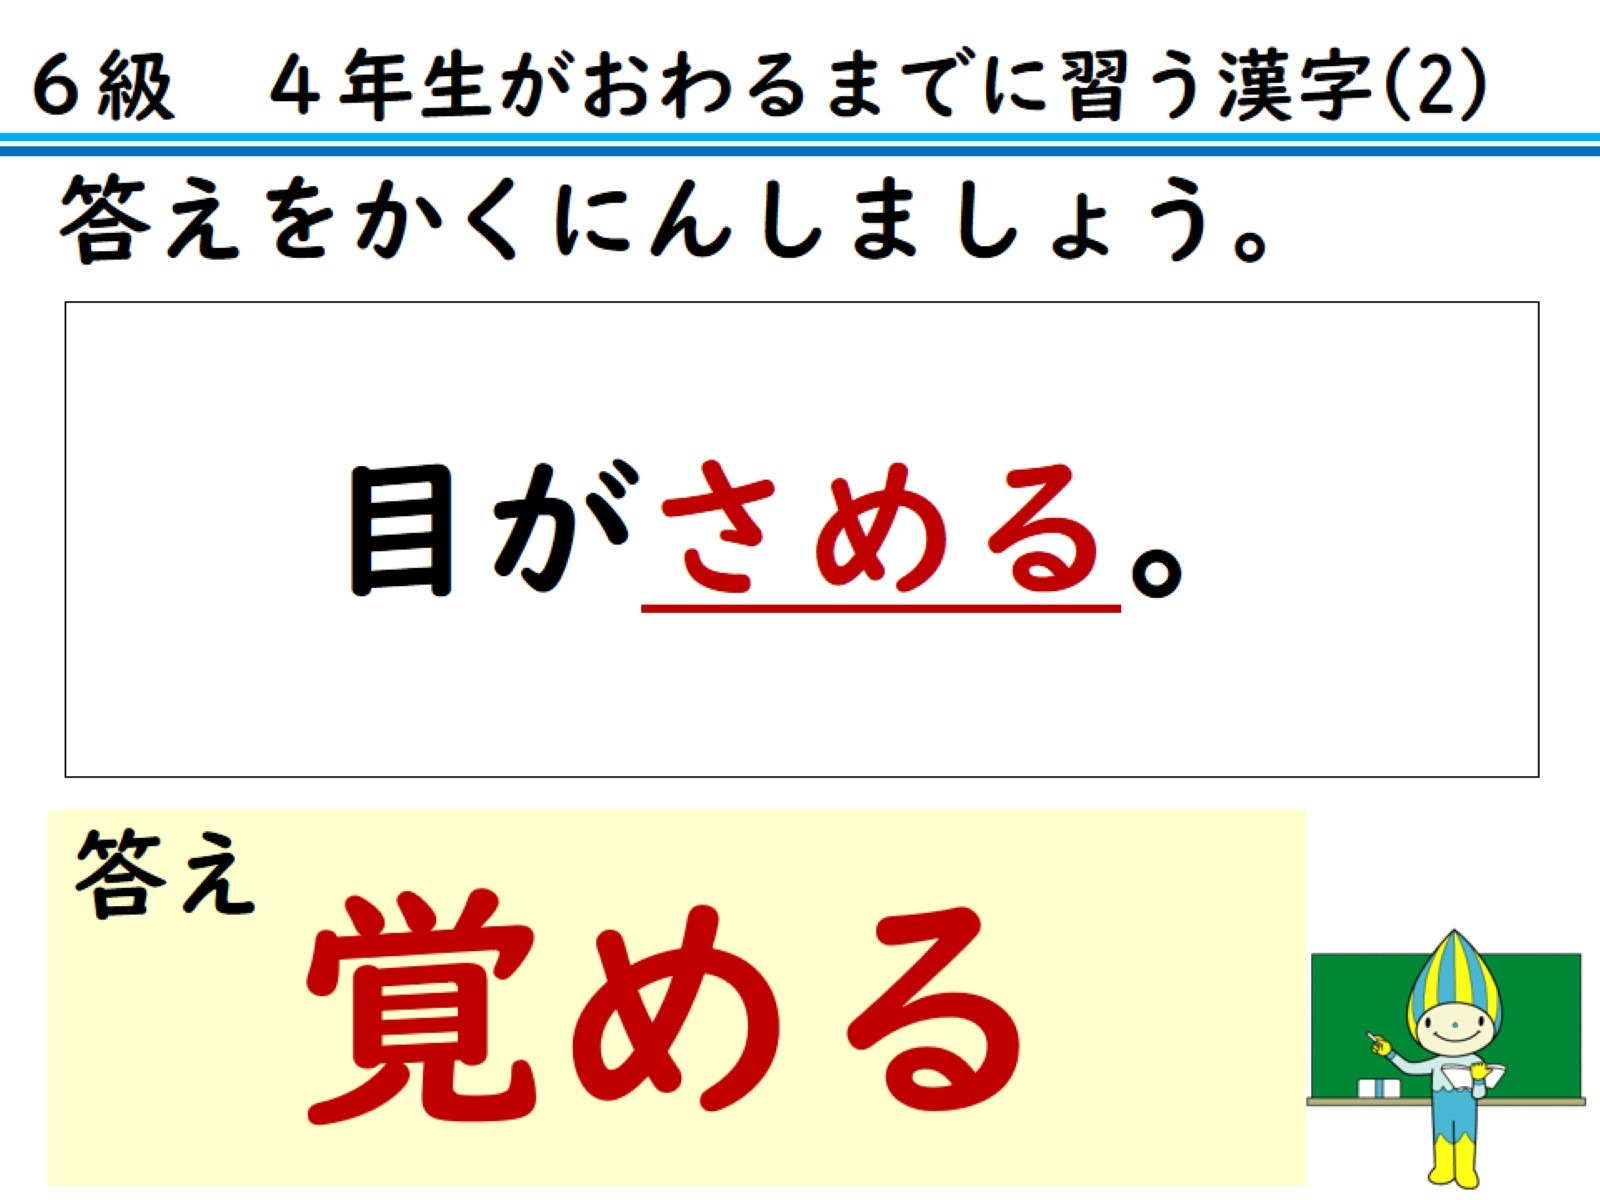 ６級　４年生がおわるまでに習う漢字(2)
答えをかくにんしましょう。
目がさめる。
答え
覚める